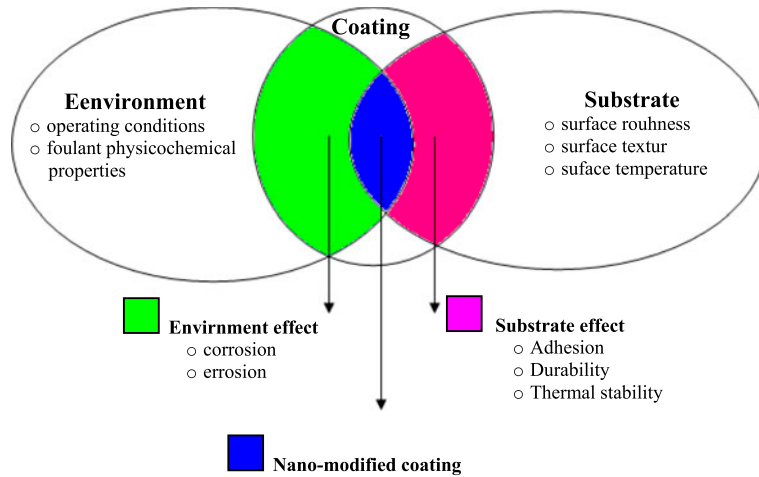 Coating
Eenvironment
○ operating conditions
○ foulant physicochemical
properties
Substrate
○ surface rouhness
○ surface textur
○ suface temperature
Envirnment effect
○ corrosion
○ errosion
Substrate effect
○ Adhesion
○ Durability
○ Thermal stability
Nano-modified coating